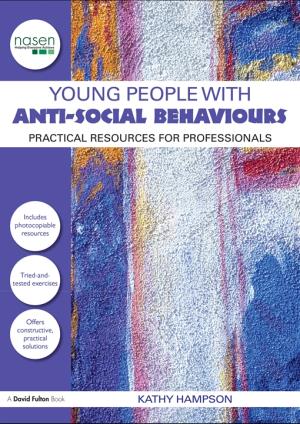 nasen
Helping Everyone Achieve
YOUNG PEOPLE WITH
ANTI-SOCIAL BEHAVIOURS
PRACTICAL RESOURCES FOR PROFESSIONALS
Includes
photocopiable
resources
Tried-and-
tested exercises
Offers
constructive,
practical
solutions
A David Fulton Book
KATHY HAMPSON